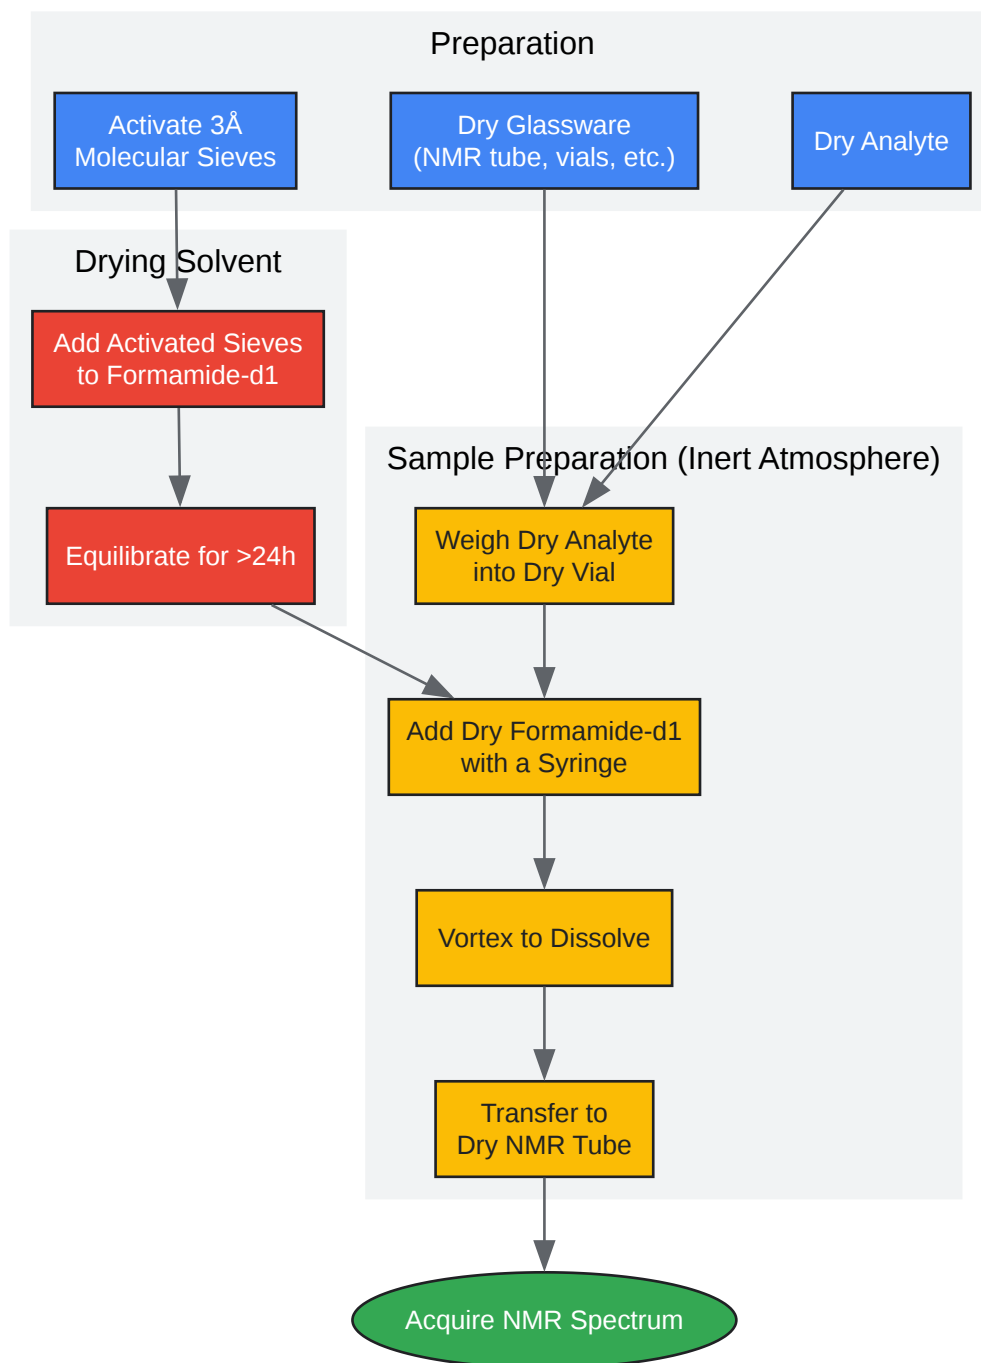 Preparation
Activate 3Å
Molecular Sieves
Dry Glassware
(NMR tube, vials, etc.)
Dry Analyte
Drying Solvent
Add Activated Sieves
to Formamide-d1
Equilibrate for >24h
Sample Preparation (Inert Atmosphere)
Weigh Dry Analyte
into Dry Vial
Add Dry Formamide-d1
with a Syringe
Vortex to Dissolve
Transfer to
Dry NMR Tube
Acquire NMR Spectrum